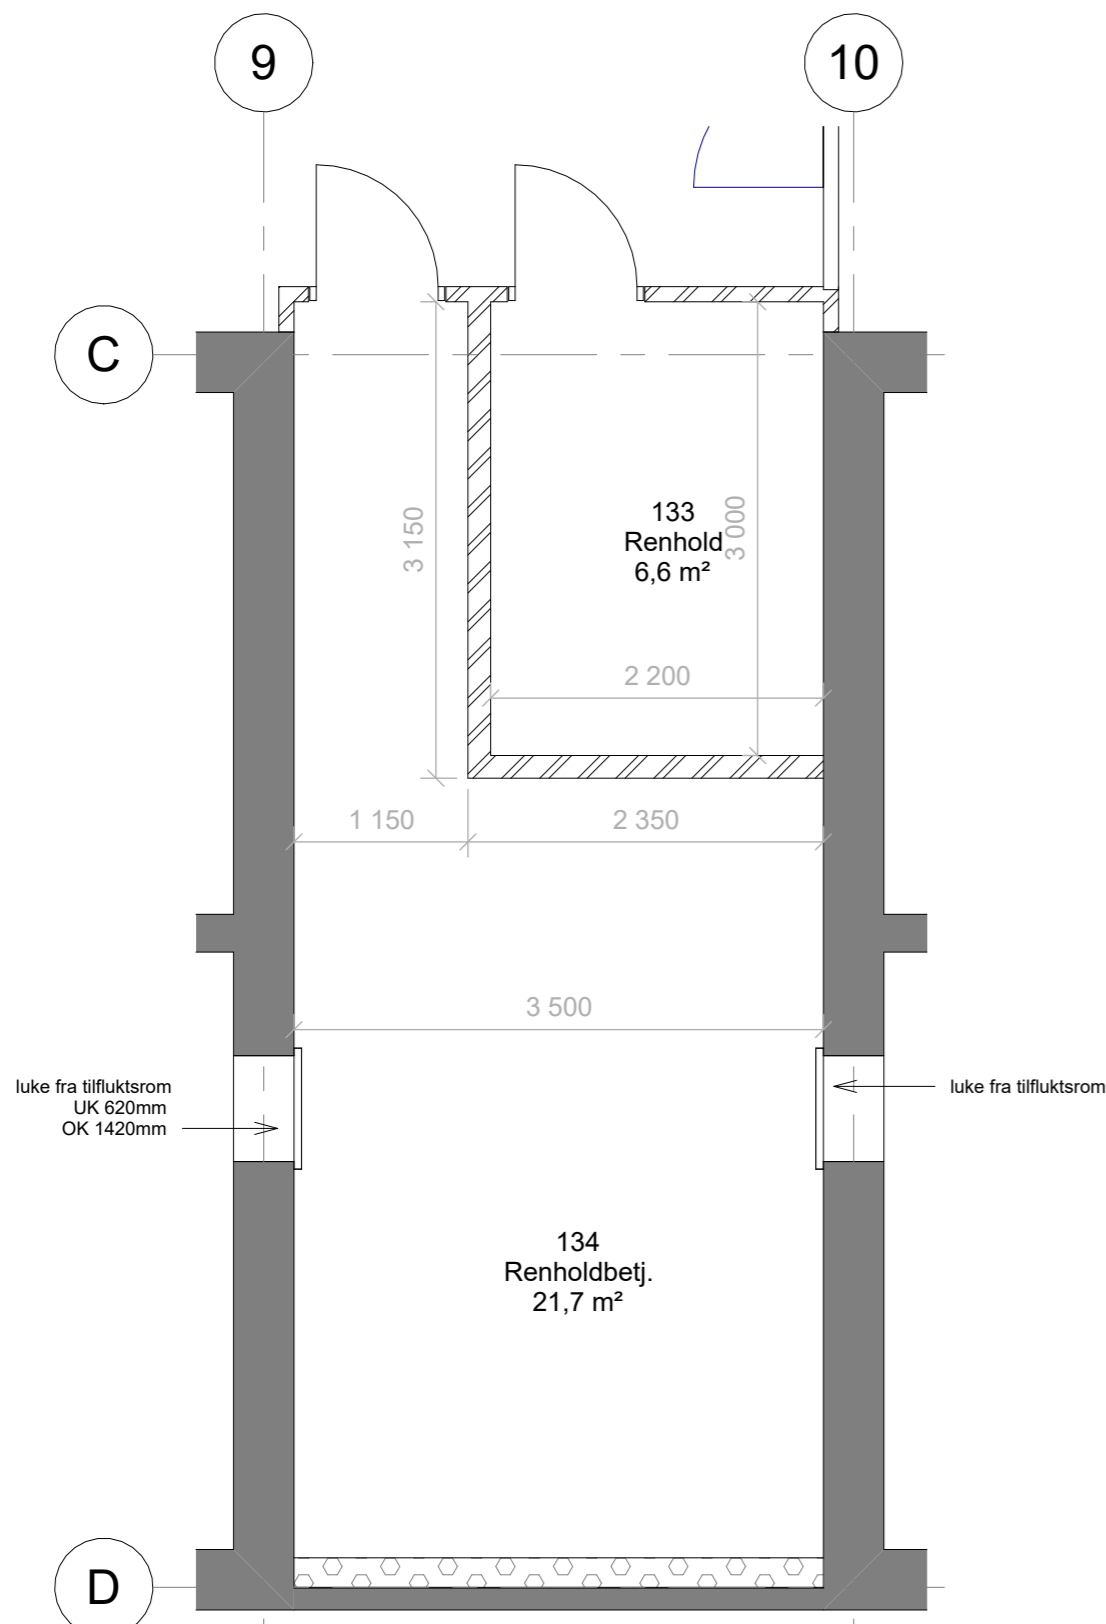 9
10
C
133
Renhold
6,6 m²
3 150
3 000
2 200
1 150
2 350
3 500
luke fra tilfluktsrom
UK 620mm
OK 1420mm
luke fra tilfluktsrom
134
Renholdbetj.
21,7 m²
D